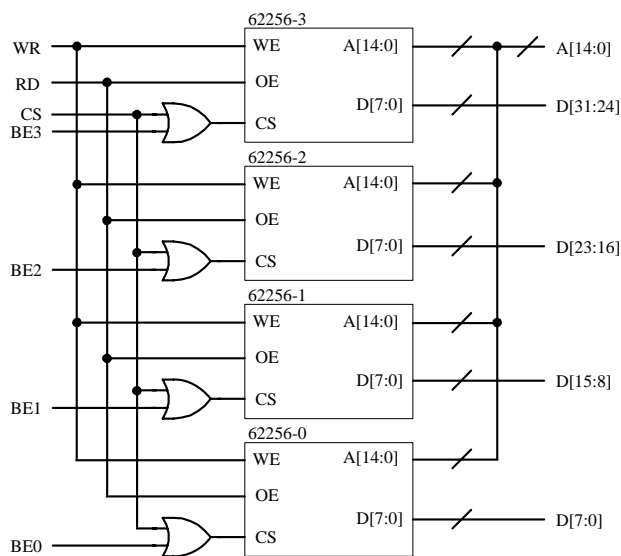 62256-3
WR WE A[14:0] A[14:0]
RD OE
CS D[7:0] D[31:24]
BE3 CS
62256-2
WE A[14:0]
OE
D[7:0] D[23:16]
BE2 CS
62256-1
WE A[14:0]
OE
D[7:0] D[15:8]
BE1 CS
62256-0
WE A[14:0]
OE
D[7:0] D[7:0]
BE0 CS